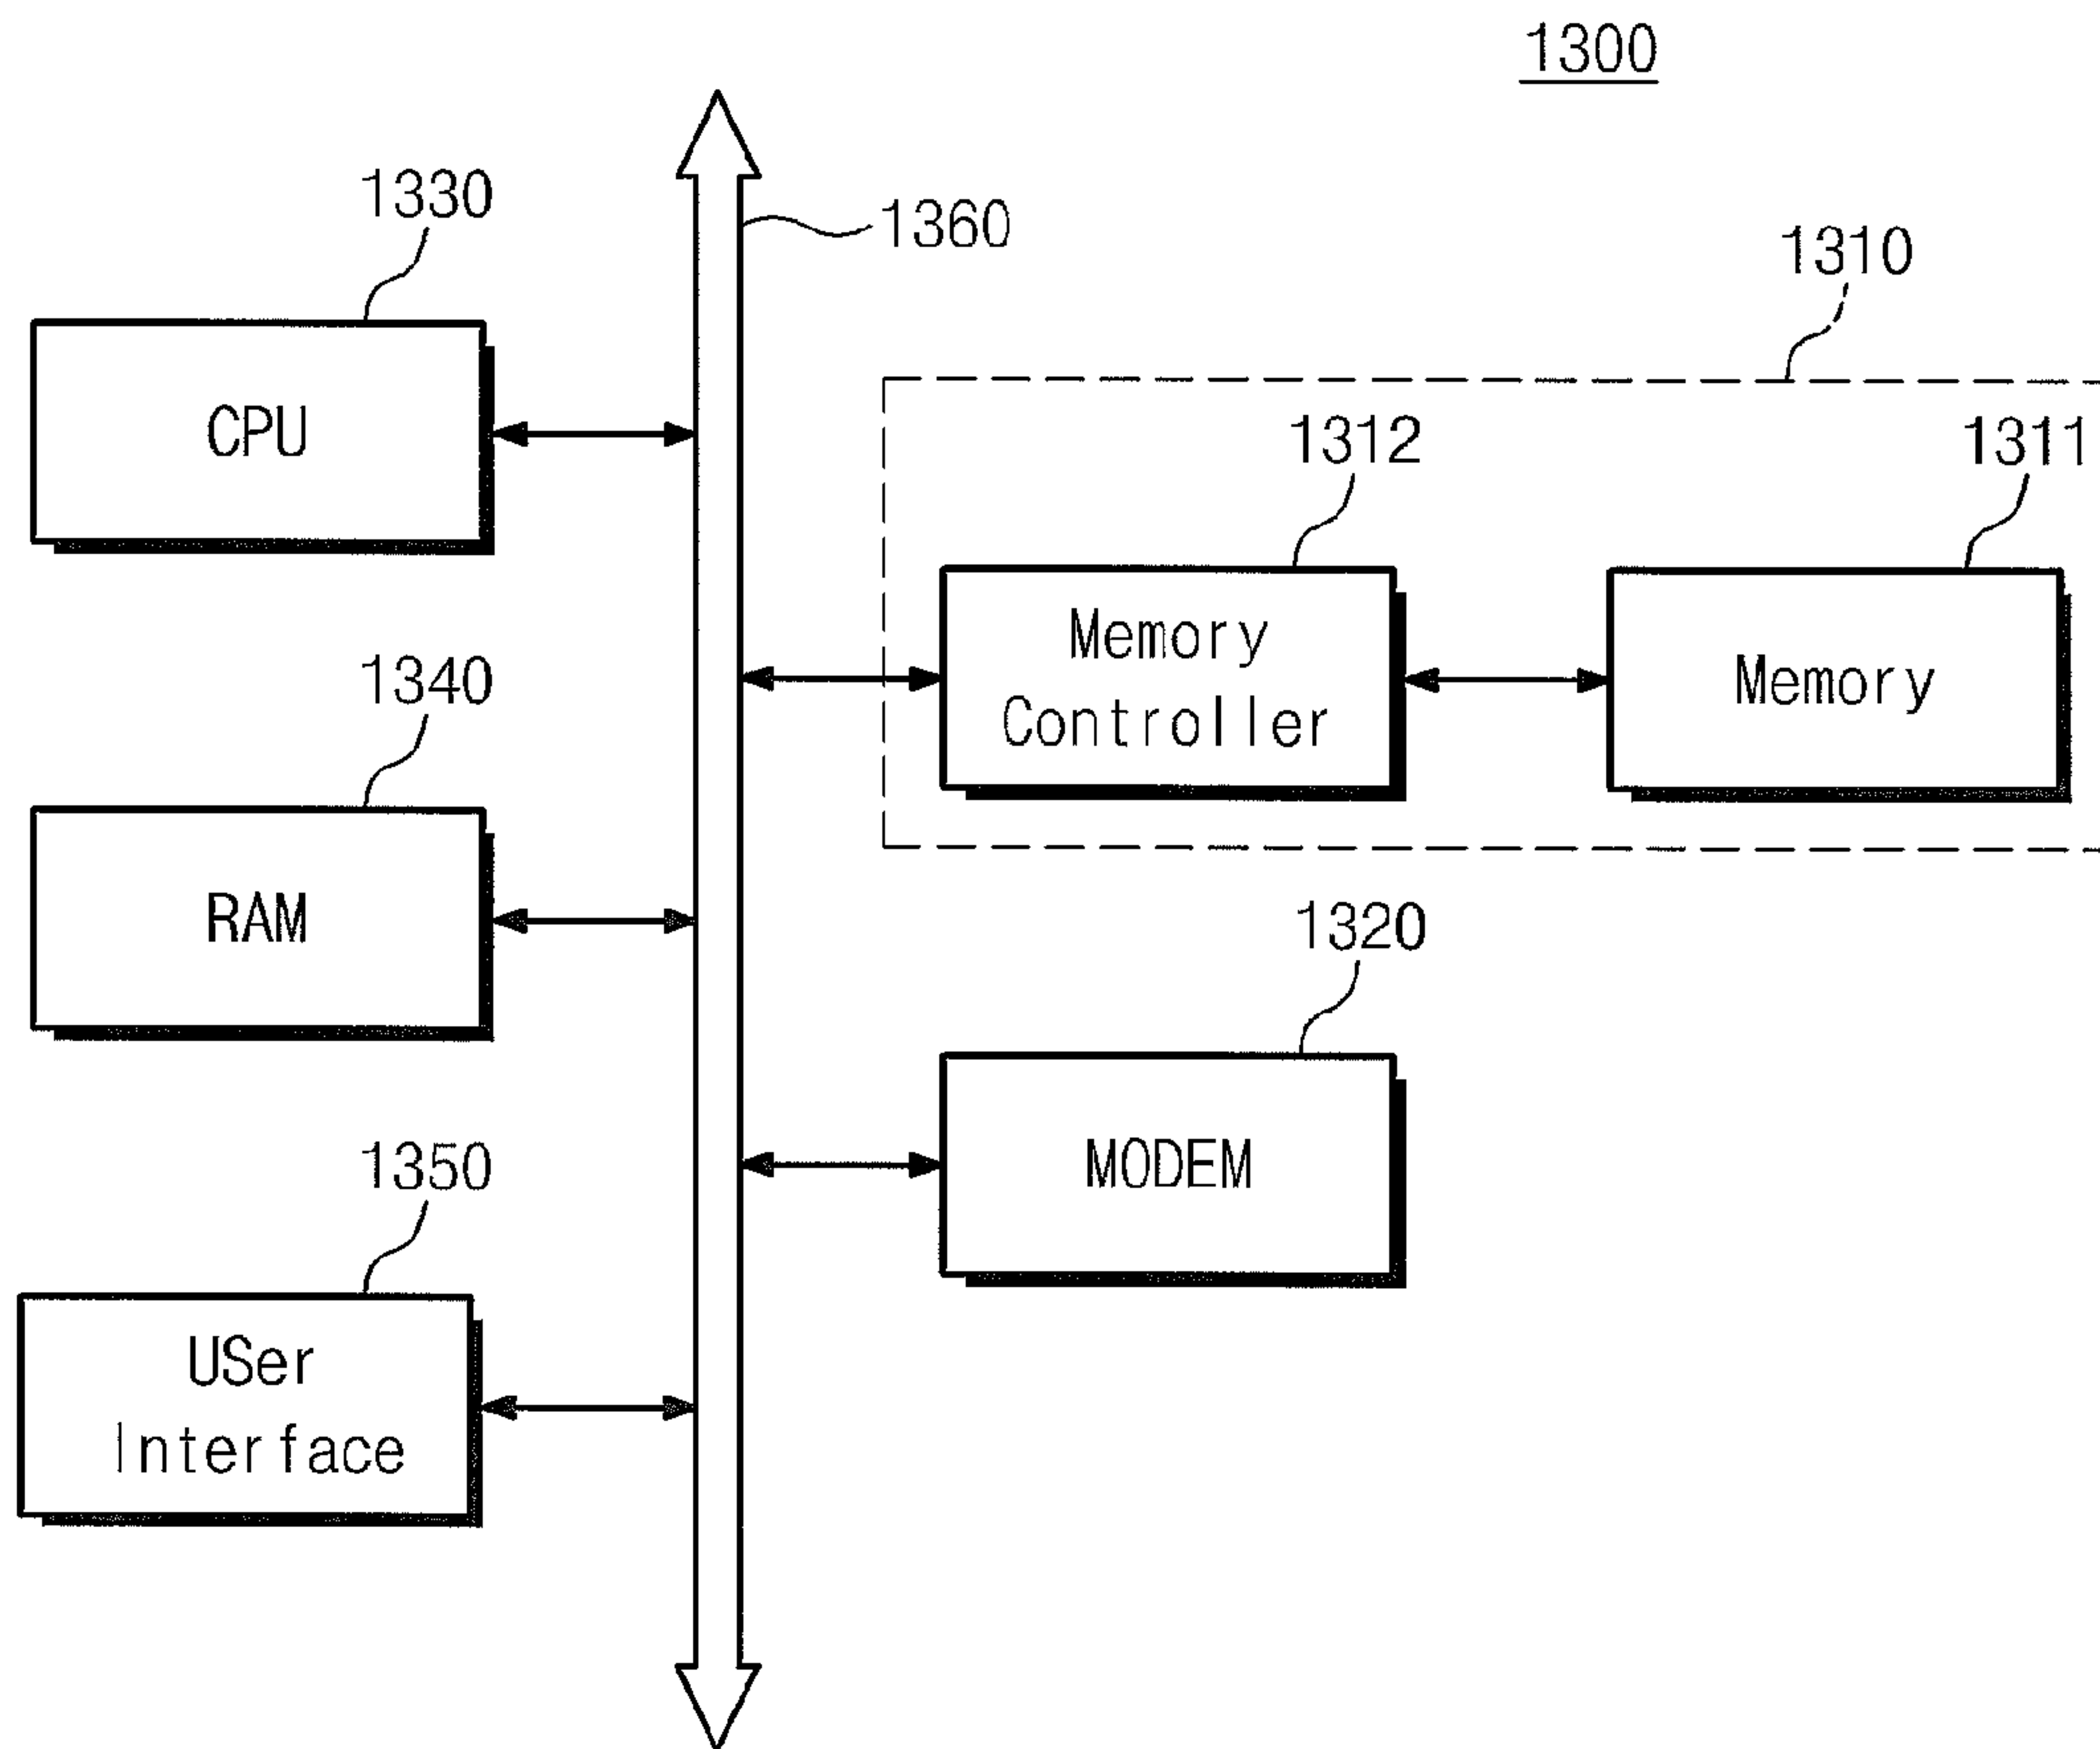 1300
1330
1360
1310
CPU
1312
1311
Memory
Controller
Memory
1340
RAM
1320
MODEM
1350
USer
Interface